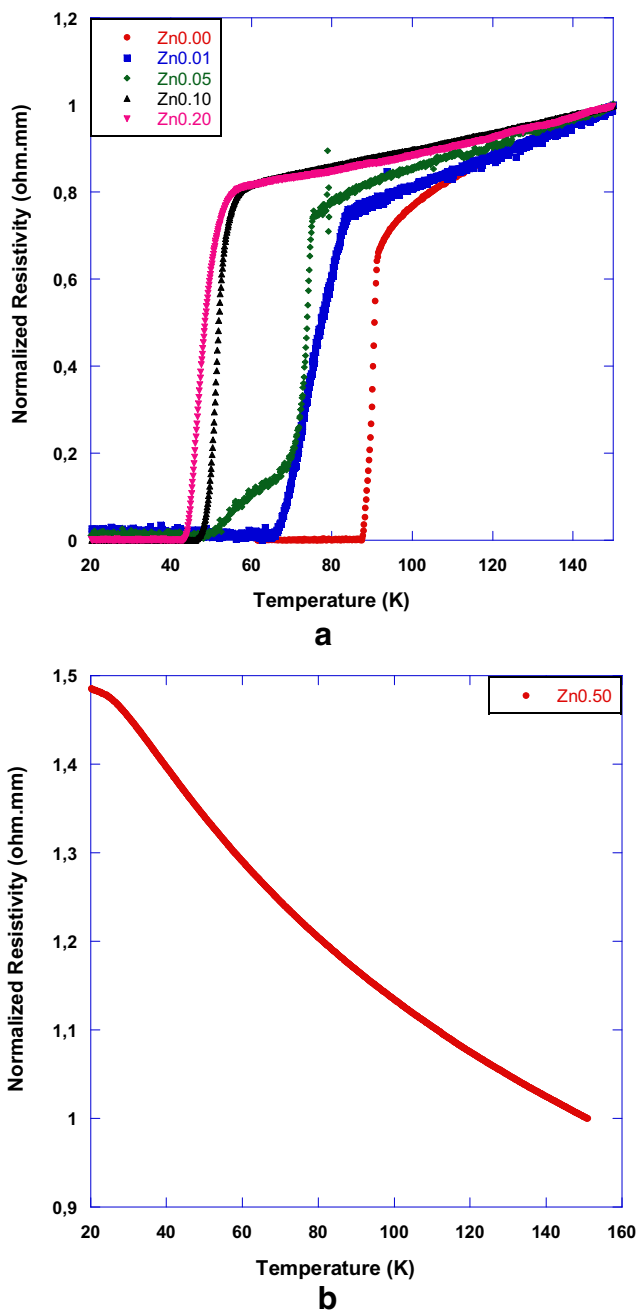 Zn0.00
Zn0.01
Zn0.05
Zn0.10
Zn0.20
Normalized Resistivity (ohm.mm)
1,2
1
0,8
0,6
0,4
0,2
0
20 40 60 80 100 120 140
Temperature (K)
a
Zn0.50
Normalized Resistivity (ohm.mm)
1,5
1,4
1,3
1,2
1,1
1
0,9
20 40 60 80 100 120 140 160
Temperature (K)
b